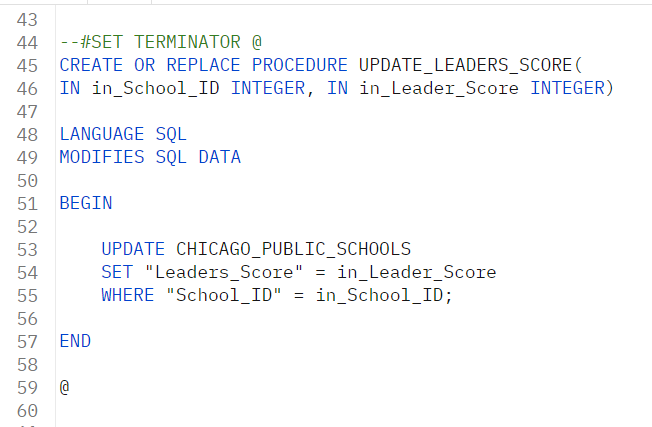 43
44 --#SET TERMINATOR @
45 CREATE OR REPLACE PROCEDURE UPDATE_LEADERS_SCORE(
46 IN in_School_ID INTEGER, IN in_Leader_Score INTEGER)
47
48 LANGUAGE SQL
49 MODIFIES SQL DATA
50
51 BEGIN
52
53     UPDATE CHICAGO_PUBLIC_SCHOOLS
54     SET "Leaders_Score" = in_Leader_Score
55     WHERE "School_ID" = in_School_ID;
56
57 END
58
59 @
60